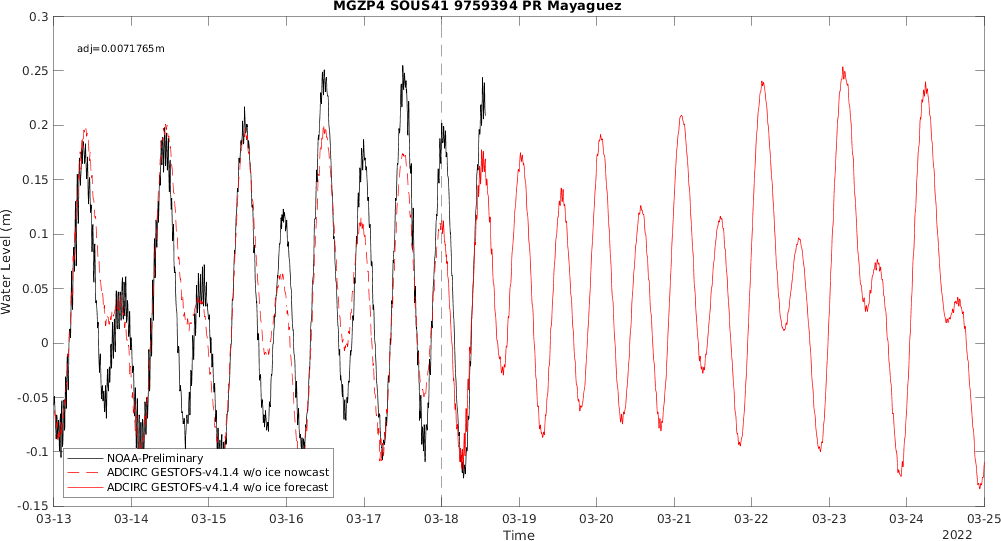 MGZP4 SOUS41 9759394 PR Mayaguez
0.3
0.25
0.2
0.15
0.1
0.05
0
-0.05
-0.1
-0.15
Water Level (m)
adj=0.0071765m
NOAA-Preliminary
ADCIRC GESTOFS-v4.1.4 w/o ice nowcast
ADCIRC GESTOFS-v4.1.4 w/o ice forecast
03-13 03-14 03-15 03-16 03-17 03-18 03-19 03-20 03-21 03-22 03-23 03-24 03-25
Time
2022